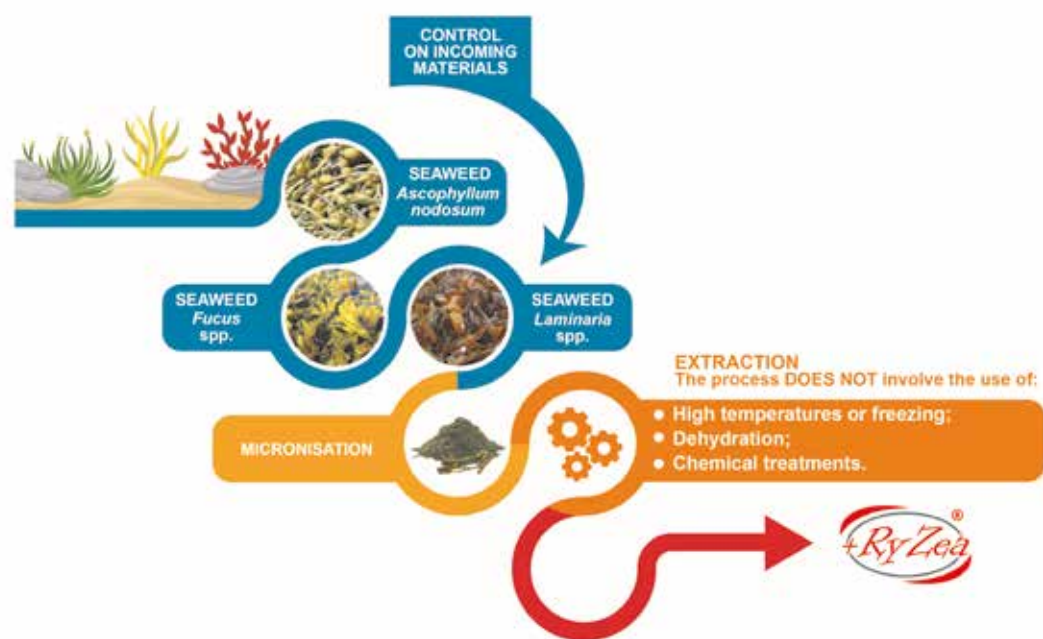 CONTROL
ON INCOMING
MATERIALS
SEAWEED
Ascophyllum
nodosum
SEAWEED
Fucus
spp.
SEAWEED
Laminaria
spp.
MICRONISATION
EXTRACTION
The process DOES NOT involve the use of:
• High temperatures or freezing;
• Dehydration;
• Chemical treatments.
+RyZea®